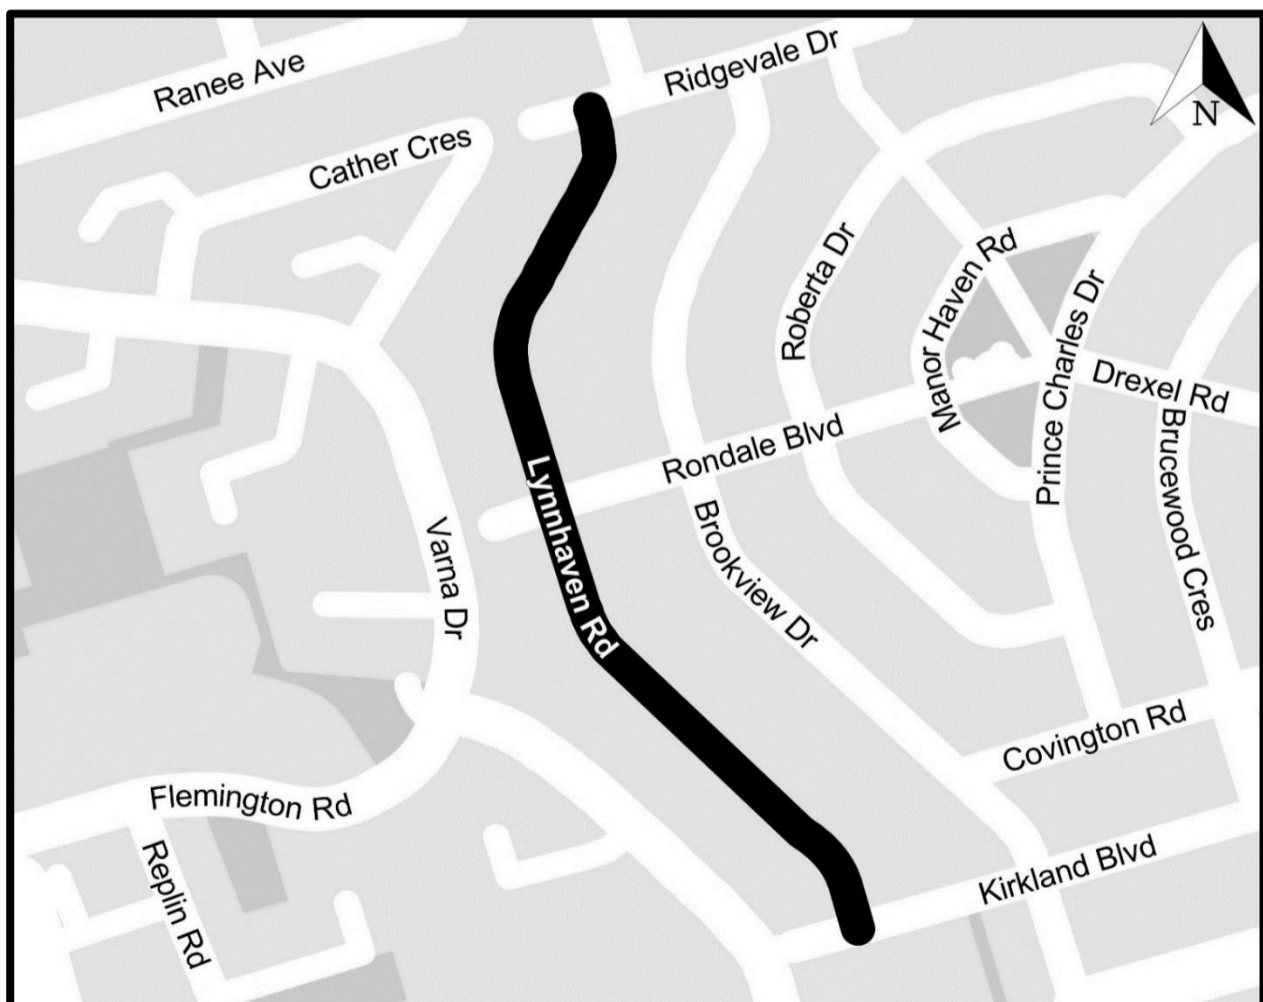 Ranee Ave
Ridgevale Dr
N
Cather Cres
Roberta Dr
Manor Haven Rd
Prince Charles Dr
Drexel Rd
Rondale Blvd
Brucewood Cres
Lynnhaven Rd
Varna Dr
Brookview Dr
Covington Rd
Flemington Rd
Replin Rd
Kirkland Blvd